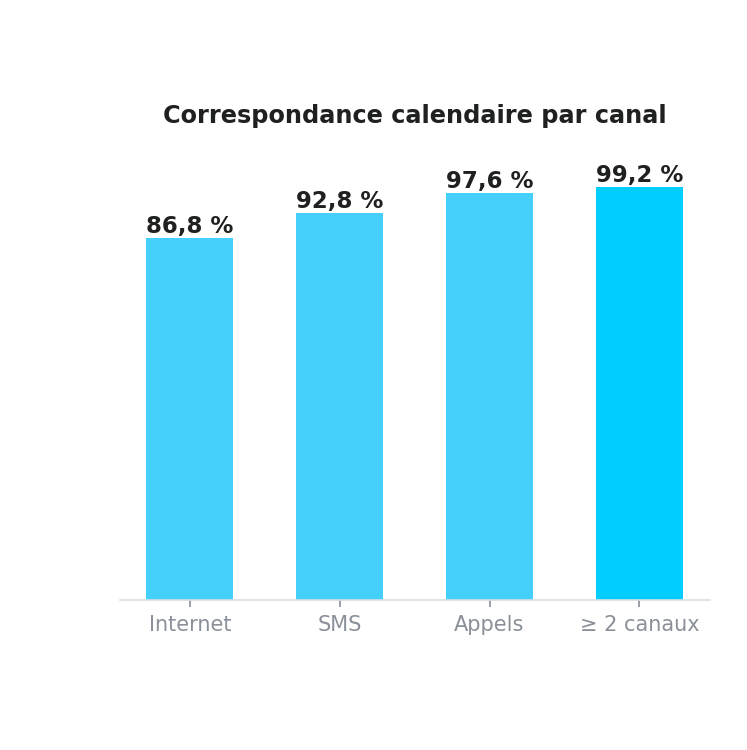 Correspondance calendaire par canal
86,8 %
92,8 %
97,6 %
99,2 %
Internet
SMS
Appels
≥ 2 canaux